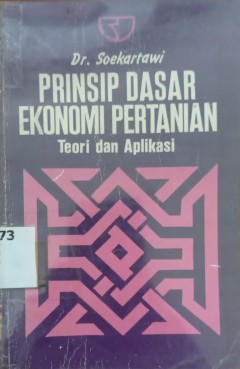 Dr. Soekartawi
PRINSIP DASAR
EKONOMI PERTANIAN
Teori dan Aplikasi
73